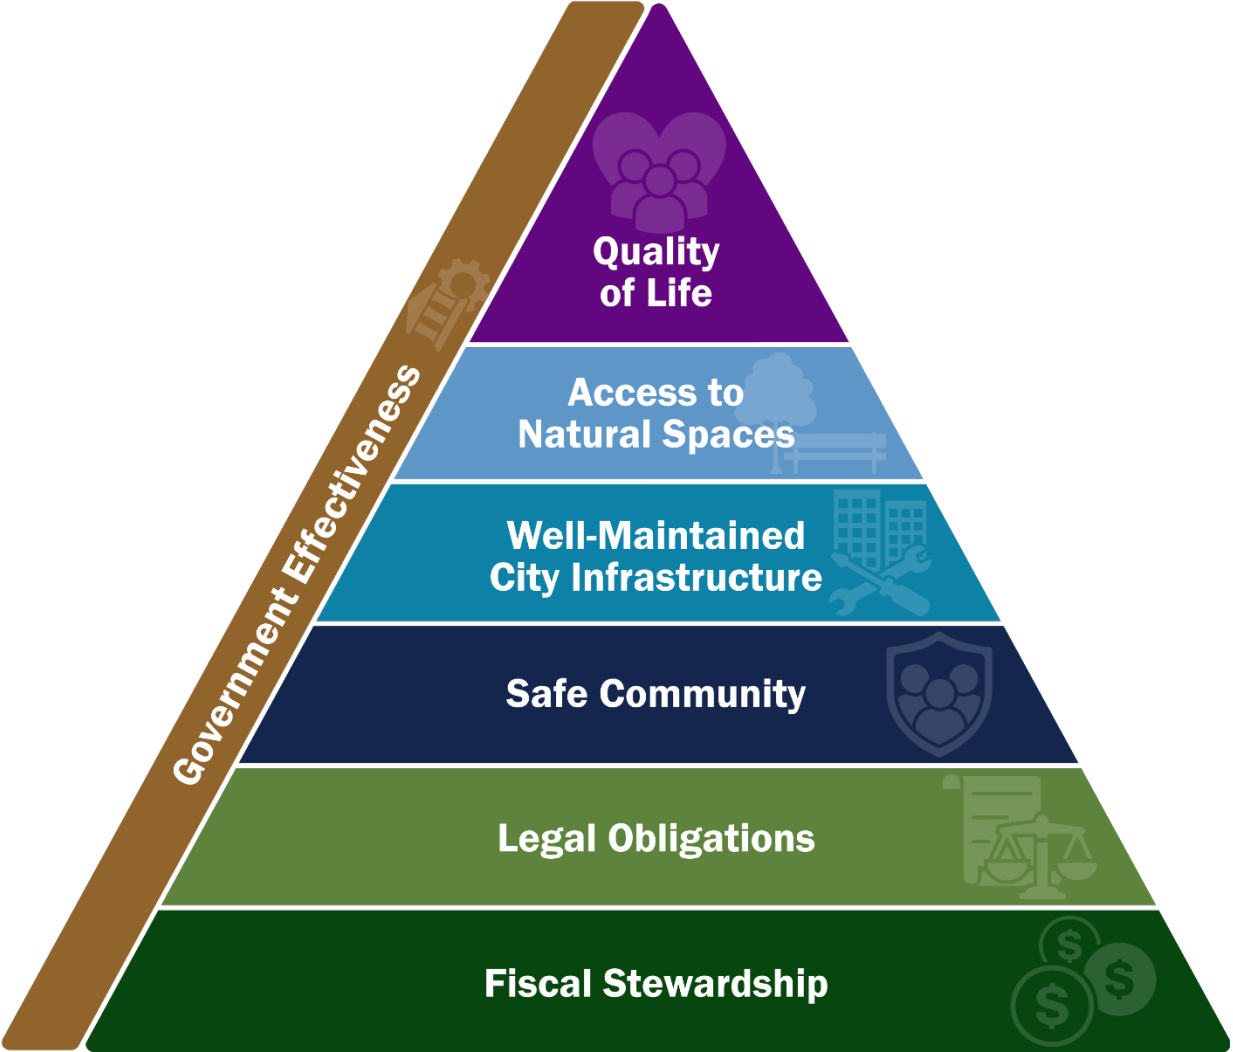 Quality
of Life
Access to
Natural Spaces
Well-Maintained
City Infrastructure
Safe Community
Legal Obligations
Fiscal Stewardship
Government Effectiveness
$
$
$